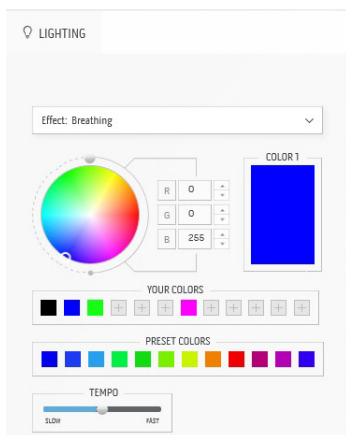 LIGHTING
Effect: Breathing
COLOR 1
R 0
G 0
B 255
YOUR COLORS
PRESET COLORS
TEMPO
SLOW FAST